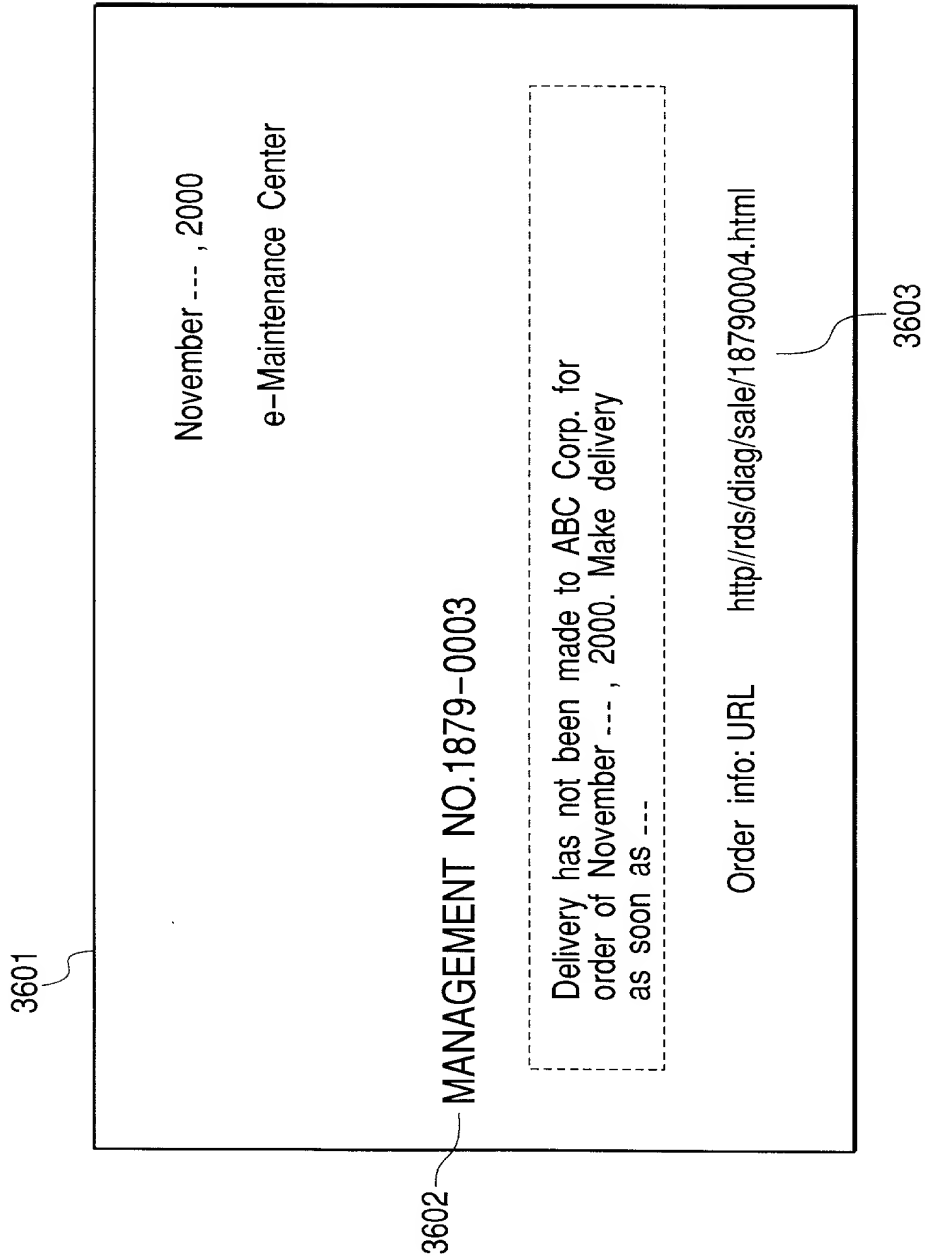 3601
November --- , 2000
e-Maintenance Center
3602
MANAGEMENT NO.1879-0003
Delivery has not been made to ABC Corp. for
order of November --- , 2000. Make delivery
as soon as ---
Order info: URL http//rds/diag/sale/18790004.html
3603